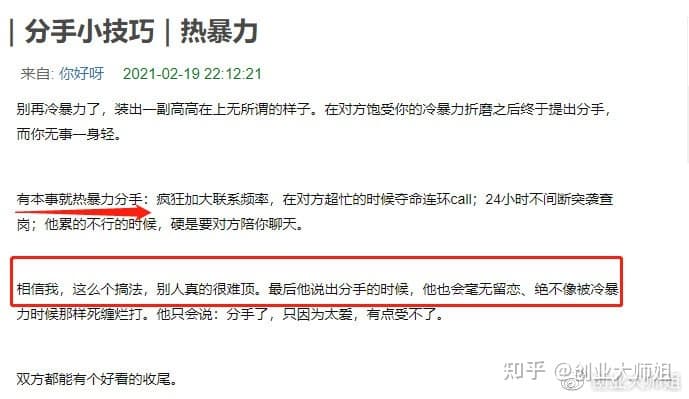 | 分手小技巧 | 热暴力
来自: 你好呀 2021-02-19 22:12:21
别再冷暴力了，装出一副高高在上无所谓的样子。在对方饱受你的冷暴力折磨之后终于提出分手，
而你无事一身轻。
有本事就热暴力分手：疯狂加大联系频率，在对方超忙的时候夺命连环call；24小时不间断突袭查
岗；他累的不行的时候，硬是要对方陪你聊天。
相信我，这么个搞法，别人真的很难顶。最后他说出分手的时候，他也会毫无留恋、绝不像被冷暴
力时候那样死缠烂打。他只会说：分手了，只因为太爱，有点受不了。
双方都能有个好看的收尾。
知乎 @创业大师姐
创业大师姐